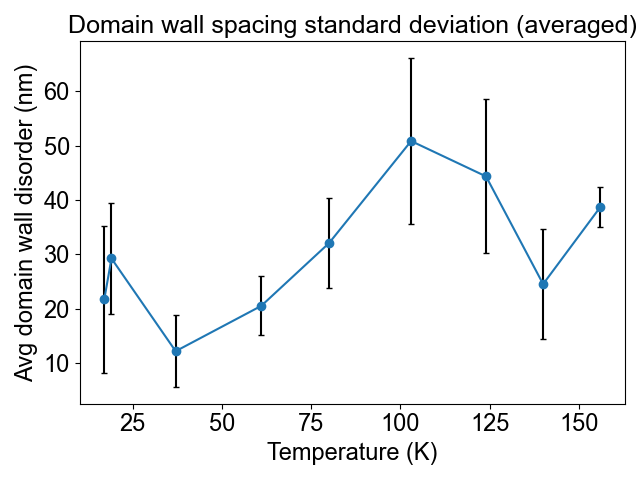 Domain wall spacing standard deviation (averaged)
Avg domain wall disorder (nm)
60
50
40
30
20
10
25 50 75 100 125 150
Temperature (K)